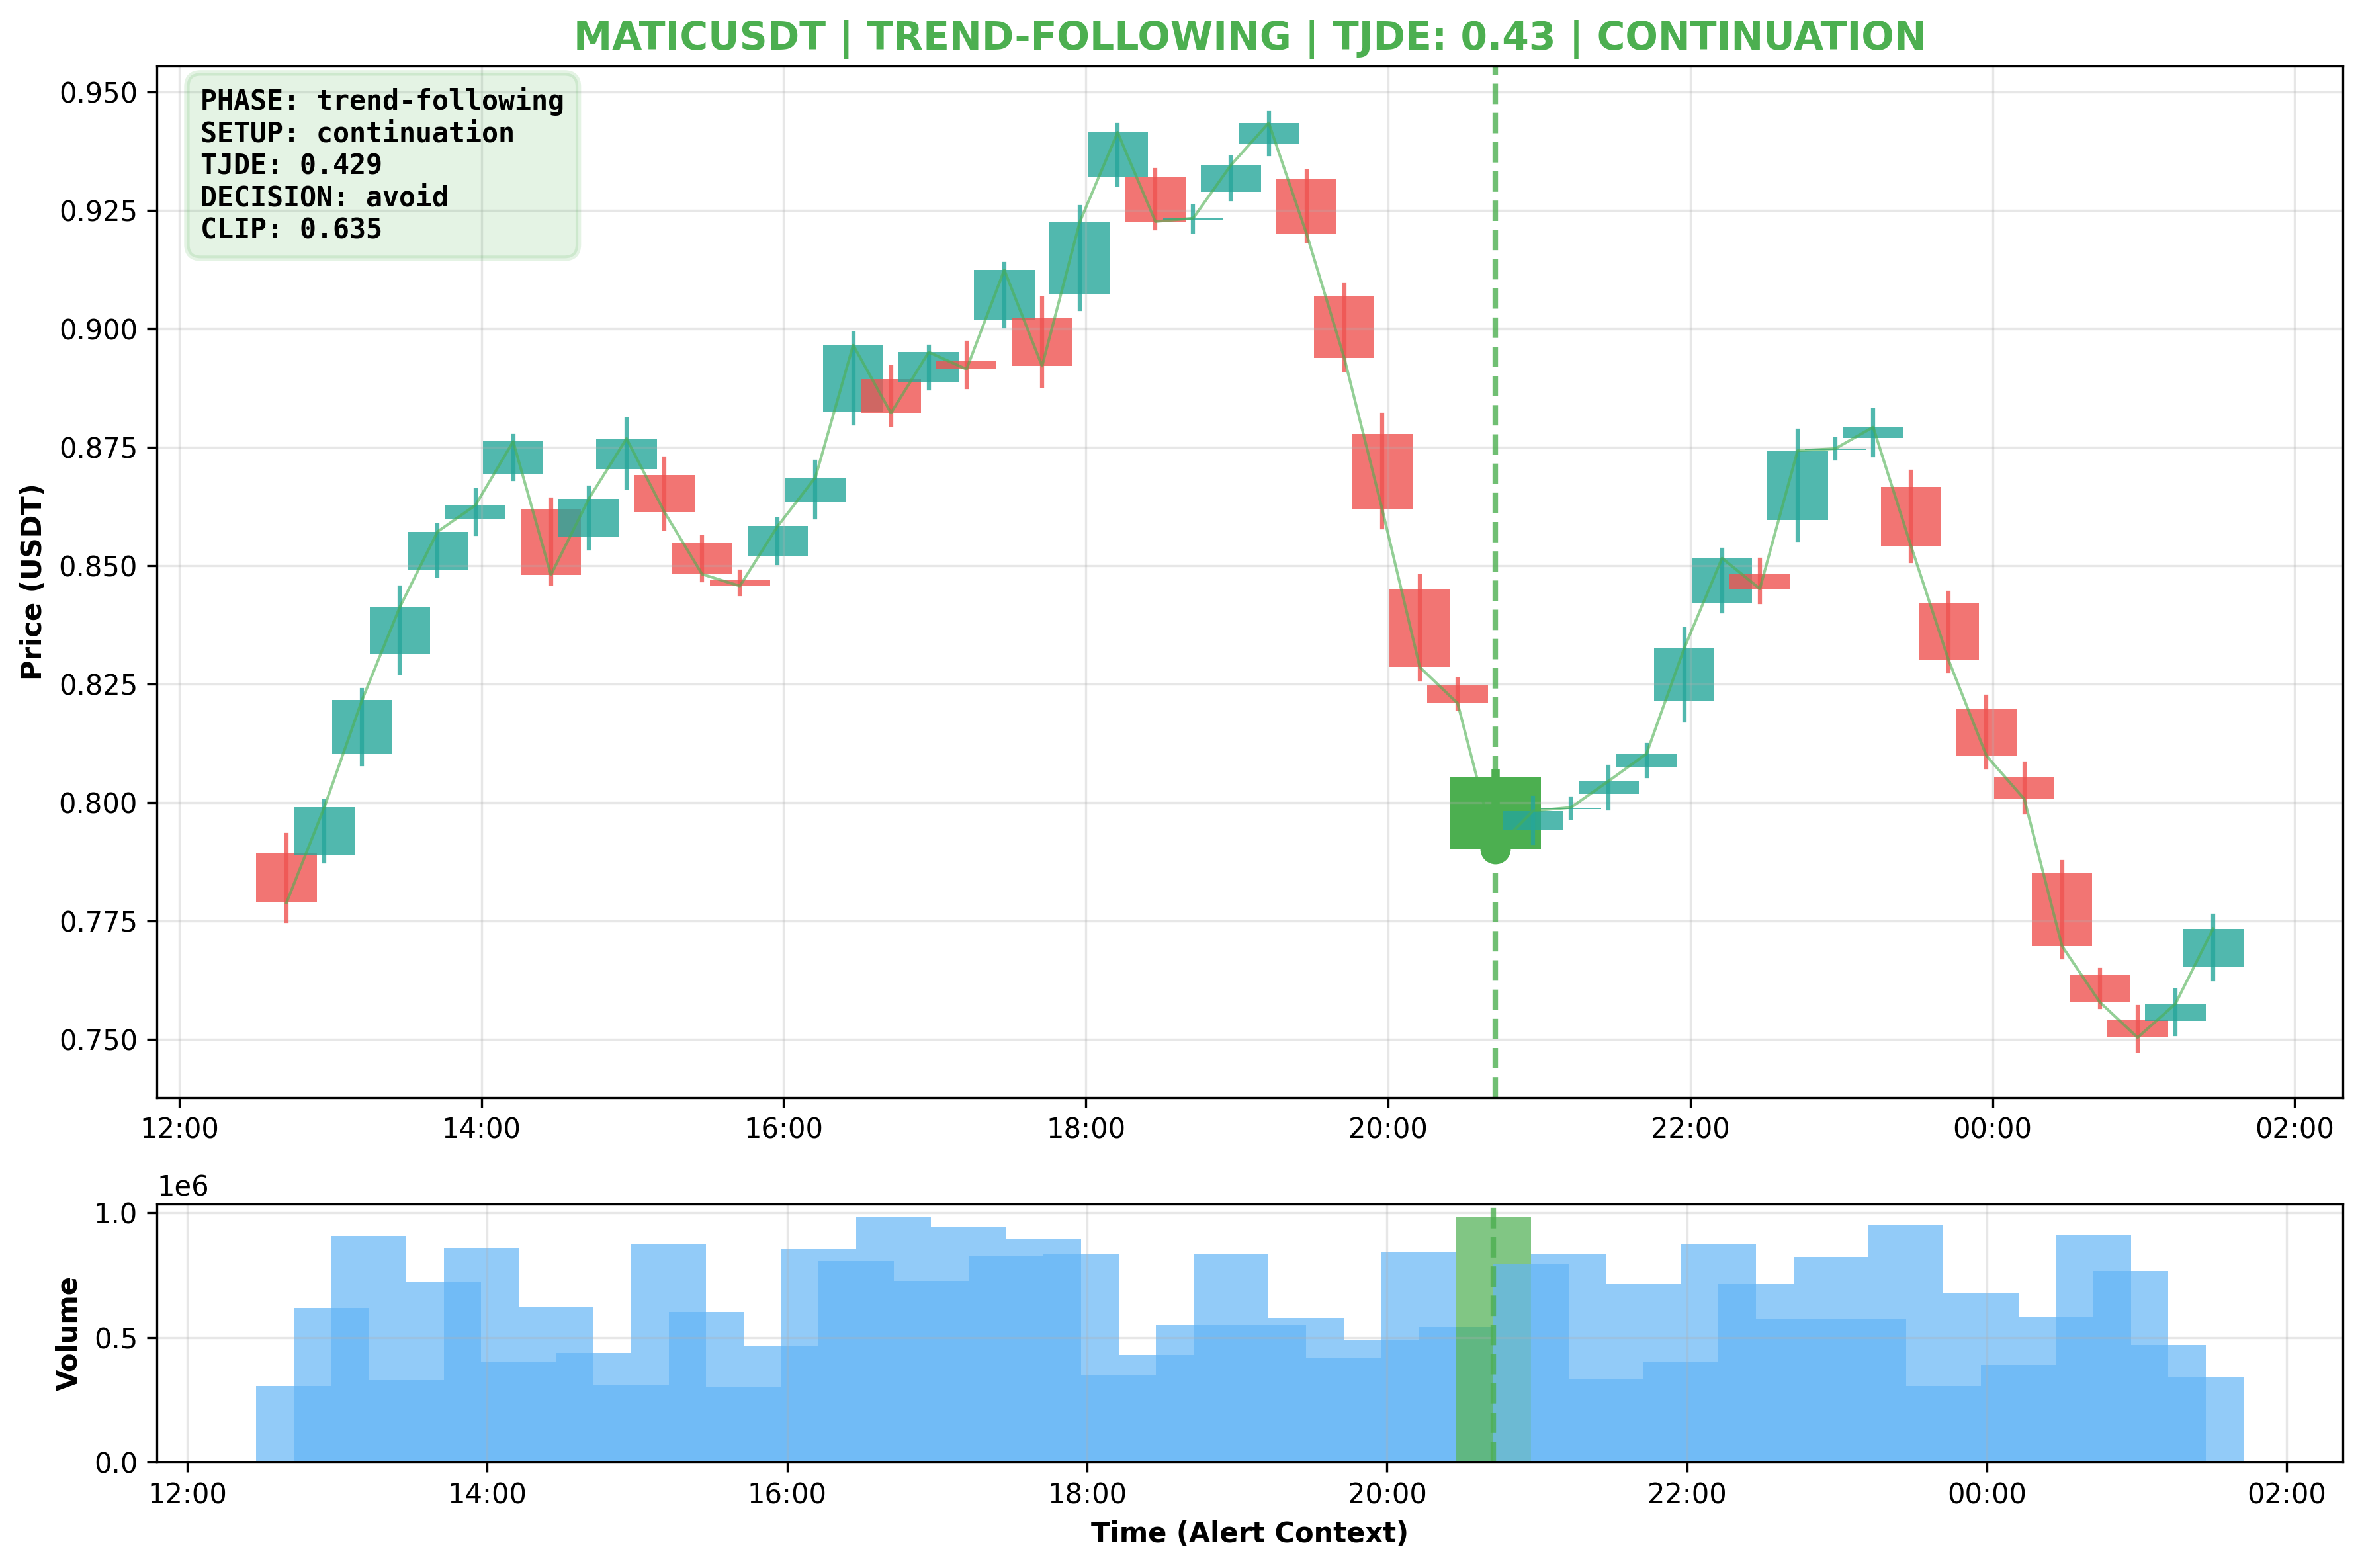 MATICUSDT | TREND-FOLLOWING | TJDE: 0.43 | CONTINUATION
PHASE: trend-following
SETUP: continuation
TJDE: 0.429
DECISION: avoid
CLIP: 0.635
Price (USDT)
0.950
0.925
0.900
0.875
0.850
0.825
0.800
0.775
0.750
12:00 14:00 16:00 18:00 20:00 22:00 00:00 02:00
1e6
Volume
1.0
0.5
0.0
12:00 14:00 16:00 18:00 20:00 22:00 00:00 02:00
Time (Alert Context)